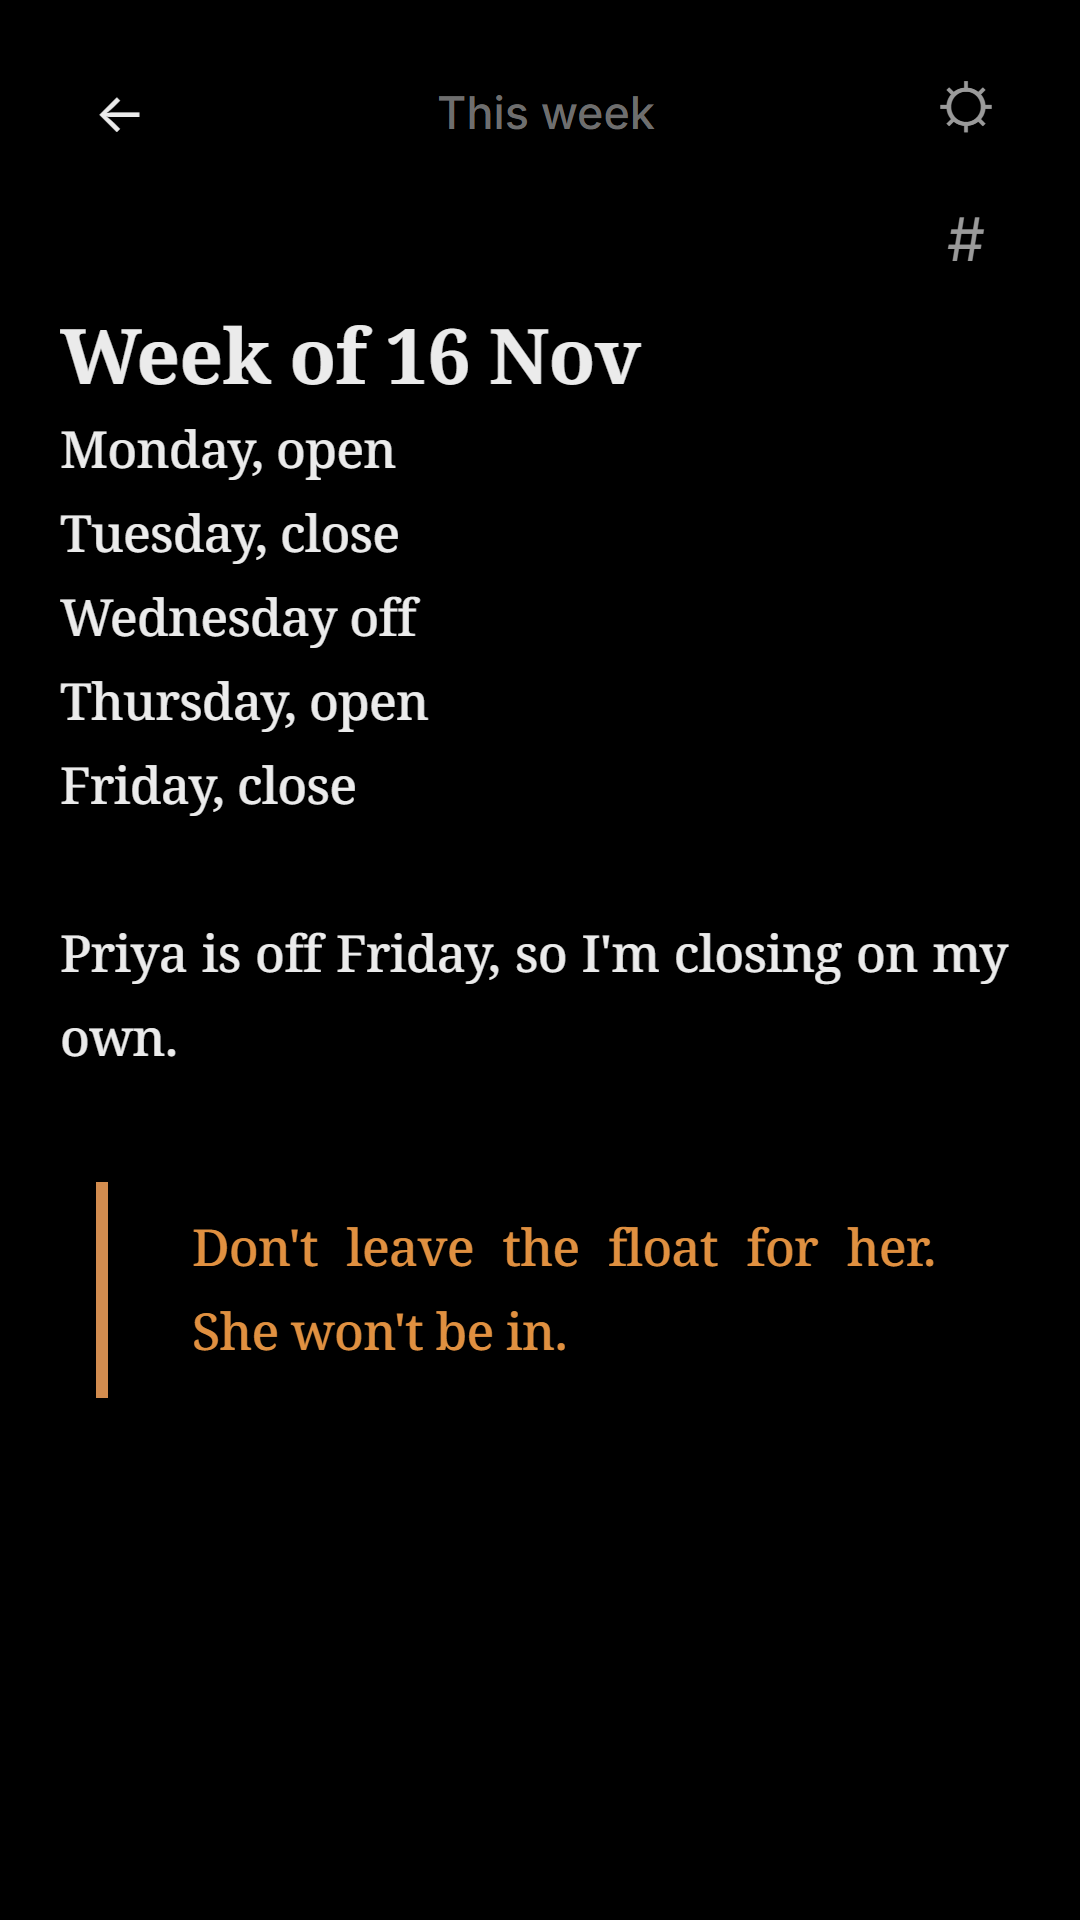 This week
#
Week of 16 Nov
Monday, open
Tuesday, close
Wednesday off
Thursday, open
Friday, close
Priya is off Friday, so I'm closing on my
own.
Don't leave the float for her.
She won't be in.